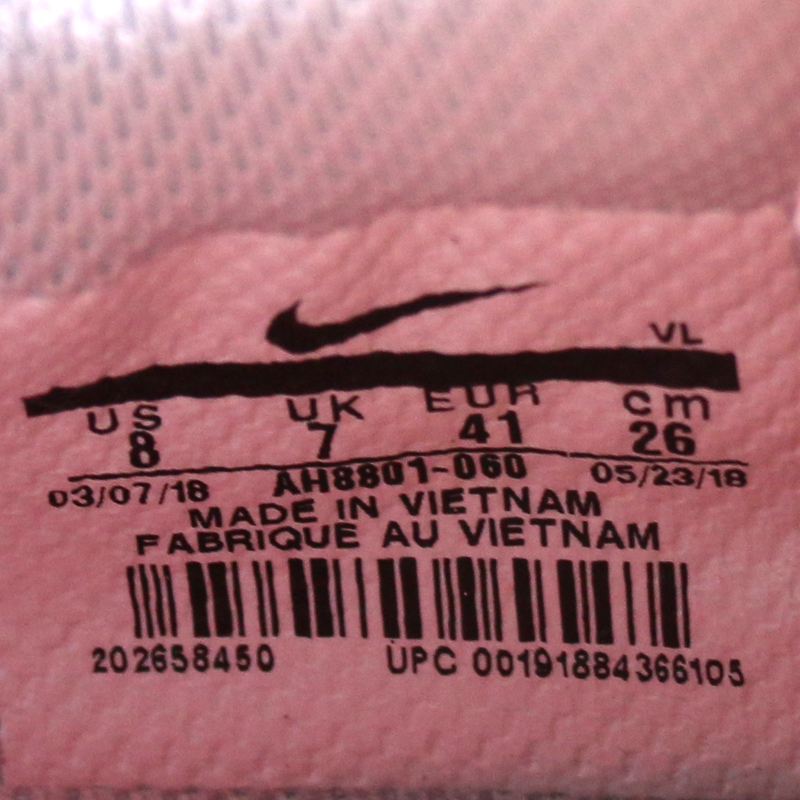 VL
US UK EUR cm
8 7 41 26
03/07/18 AH8801-060 05/23/18
MADE IN VIETNAM
FABRIQUE AU VIETNAM
202658450 UPC 00191884366105